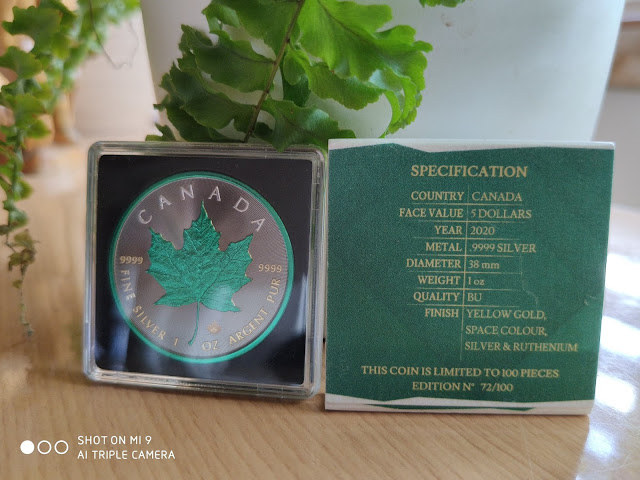 CANADA
9999 9999
FINE SILVER 1 OZ ARGENT PUR
SPECIFICATION
COUNTRY CANADA
FACE VALUE 5 DOLLARS
YEAR 2020
METAL .9999 SILVER
DIAMETER 38 mm
WEIGHT 1 oz
QUALITY BU
FINISH YELLOW GOLD,
SPACE COLOUR,
SILVER & RUTHENIUM
THIS COIN IS LIMITED TO 100 PIECES
EDITION N° 72/100
SHOT ON MI 9
AI TRIPLE CAMERA